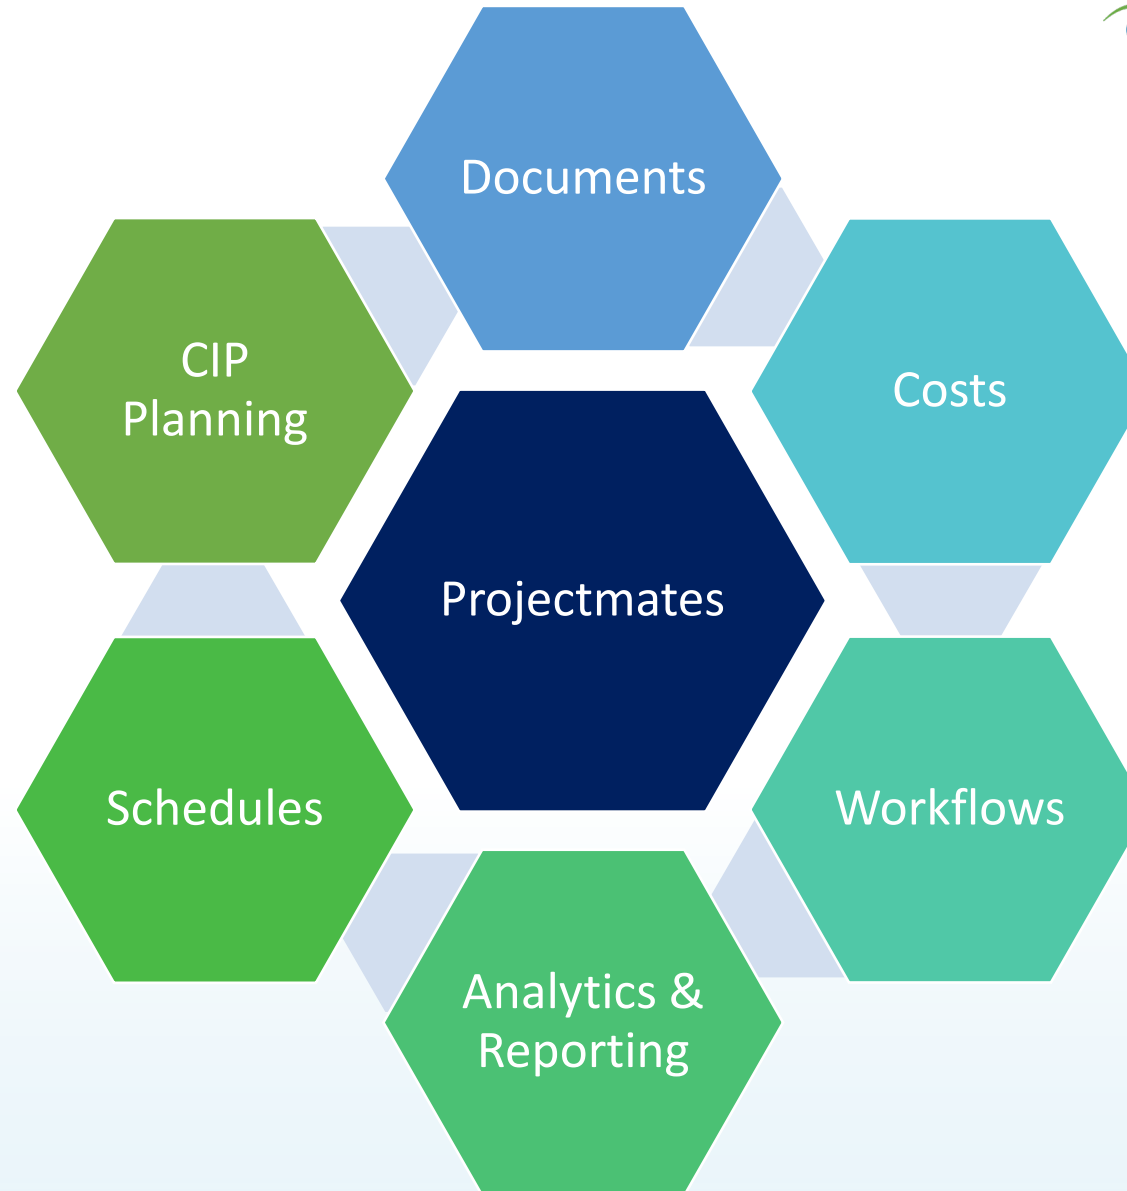 Documents
CIP
Planning
Costs
Projectmates
Schedules
Workflows
Analytics &
Reporting